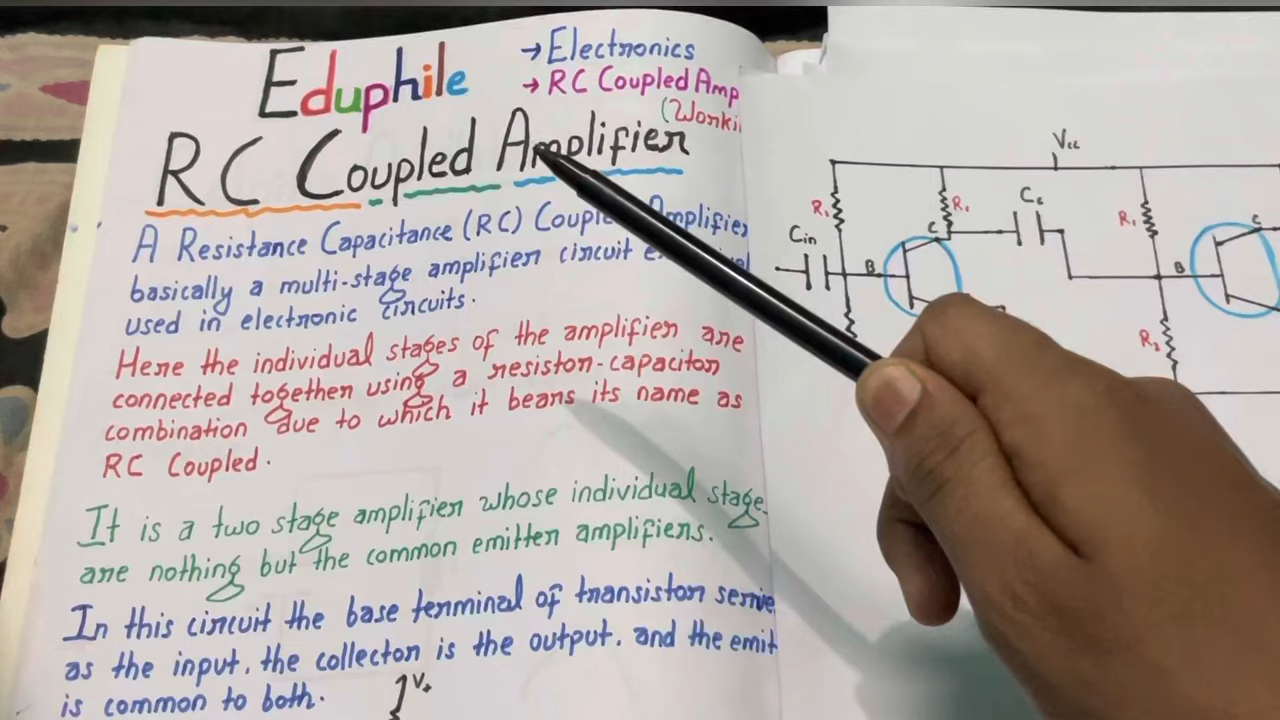 Eduphile
→ Electronics
→ RC Coupled Amp
(Worki
RC Coupled Amplifier
A Resistance Capacitance (RC) Coupled Amplifier
basically a multi-stage amplifier circuit
used in electronic circuits.
Here the individual stages of the amplifier are
connected together using a resistor-capacitor
combination due to which it bears its name as
RC Coupled.
It is a two stage amplifier whose individual stage
are nothing but the common emitter amplifiers.
In this circuit the base terminal of transistor serve
as the input, the collector is the output, and the emit
is common to both.
V+
Vcc
R1
Rc
Cc
R1
Cin
C
B
C
B
R2